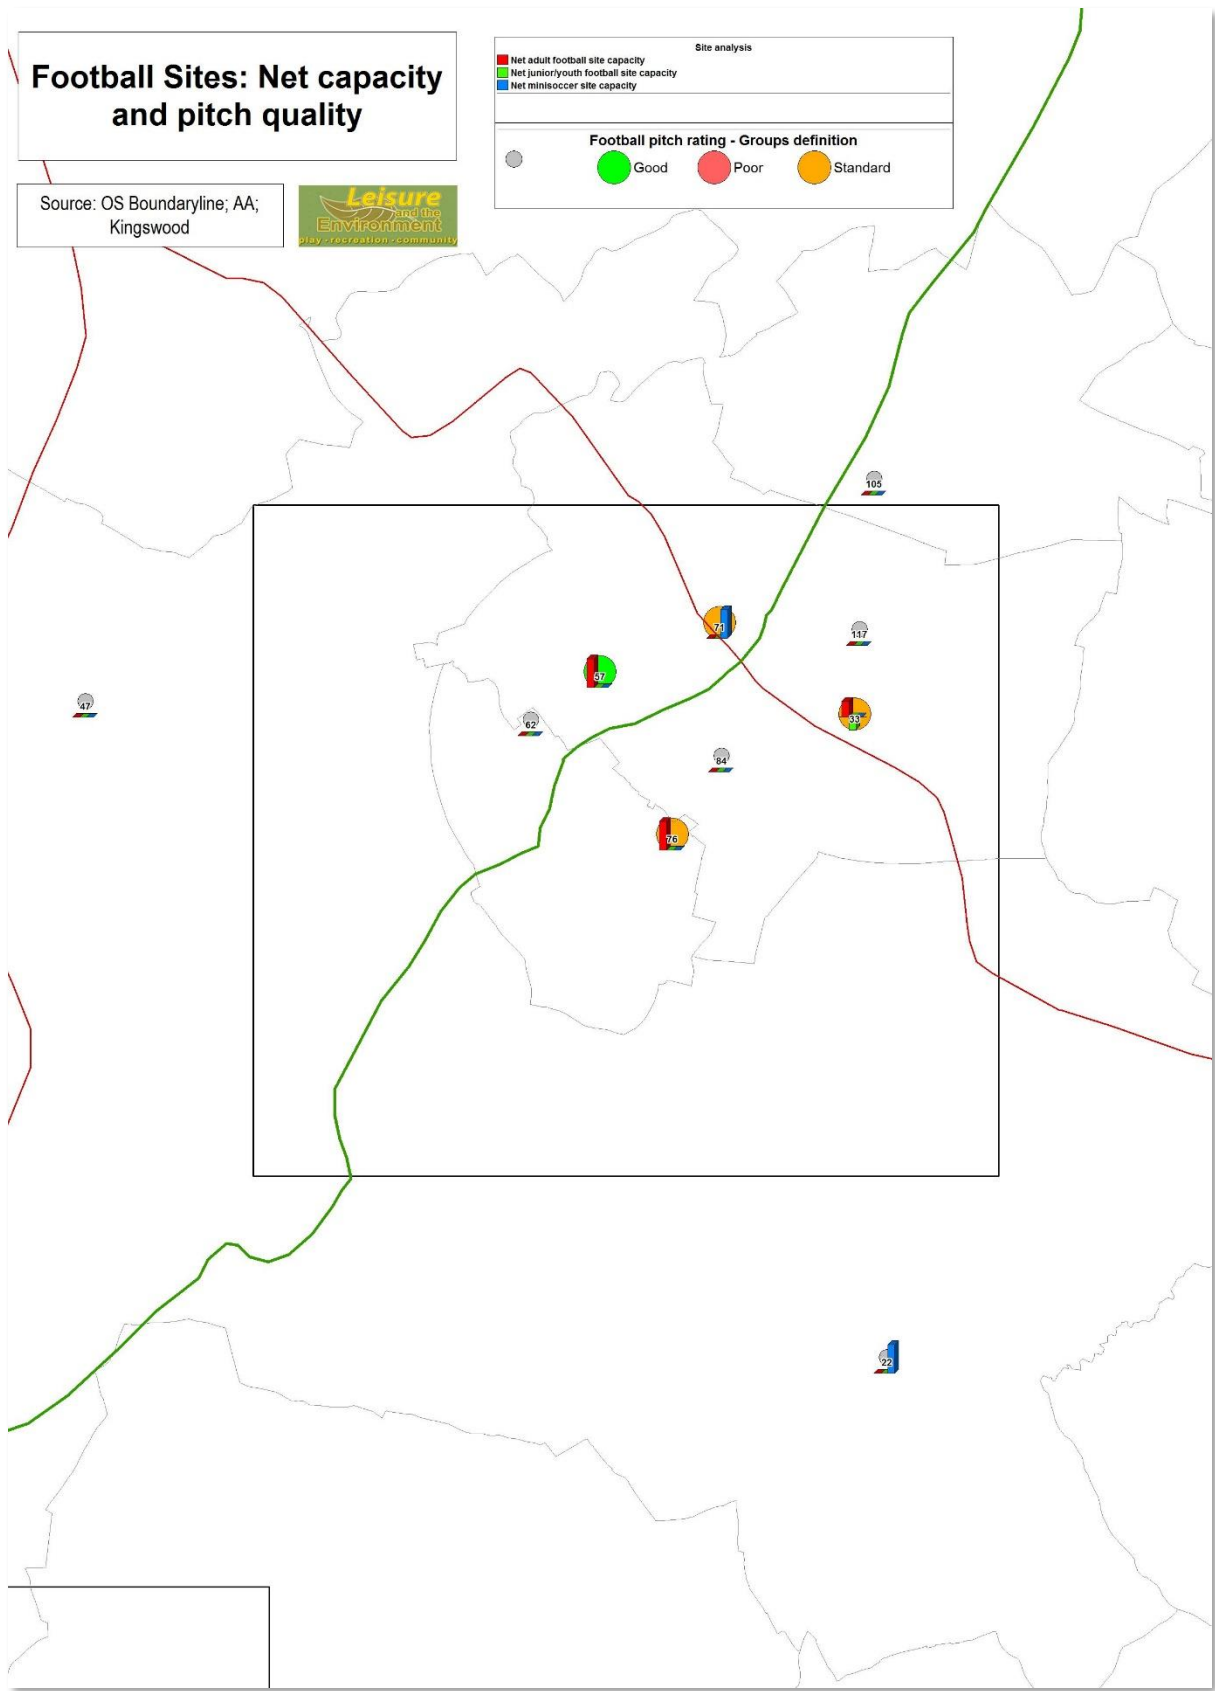 Football Sites: Net capacity
and pitch quality
Site analysis
Net adult football site capacity
Net junior/youth football site capacity
Net minisoccer site capacity
Football pitch rating - Groups definition
Good
Poor
Standard
Source: OS Boundaryline; AA;
Kingswood
Leisure
and the
Environment
play - recreation - community
105
71
117
57
47
62
33
84
76
22